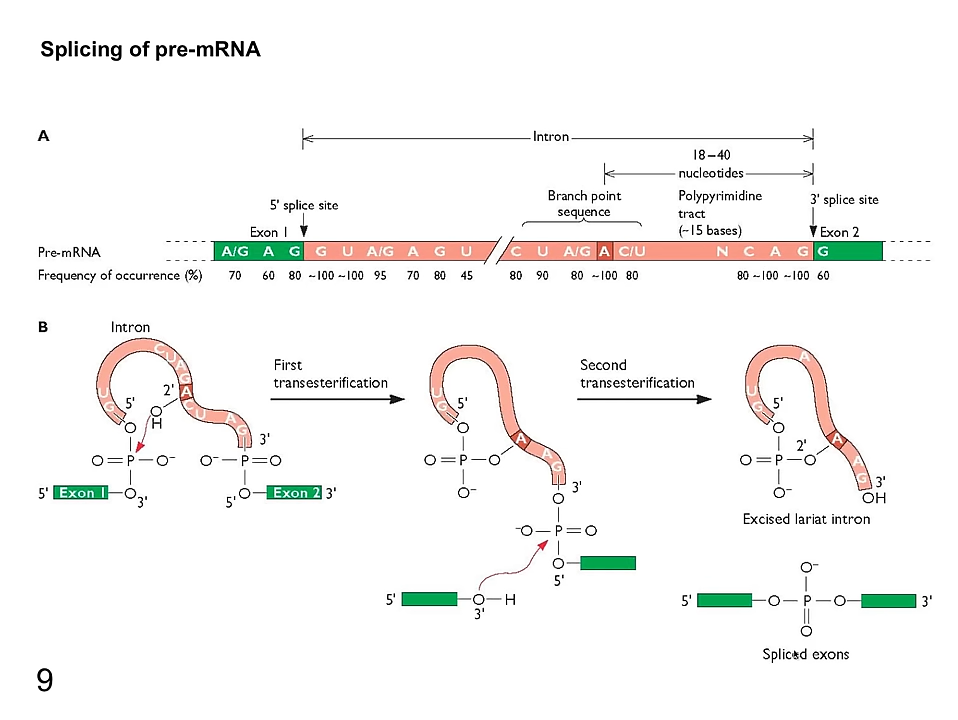 Splicing of pre-mRNA
A
Intron
18–40
nucleotides
Branch point
sequence
Polypyrimidine
tract
(~15 bases)
3' splice site
5' splice site
Exon 1
Exon 2
Pre-mRNA
A/G A G G U A/G A G U C U A/G A C/U N C A G G
Frequency of occurrence (%) 70 60 80 ~100 ~100 95 70 80 45 80 90 80 ~100 80 80 ~100 ~100 60
B
Intron
First
transesterification
Second
transesterification
U G C U A G A C U A G
5' 2' O H 3'
O O=P—O⁻ O⁻—P=O
5' Exon 1 O 3' 5' O Exon 2 3'
U G 5' A A G 3'
O O=P—O O⁻
O ⁻O—P=O O 5'
5' O—H 3'
A U G 5' A A G 3' OH
O 2' O=P—O O⁻
Excised lariat intron
O⁻
5' O—P—O 3'
O
Spliced exons
9